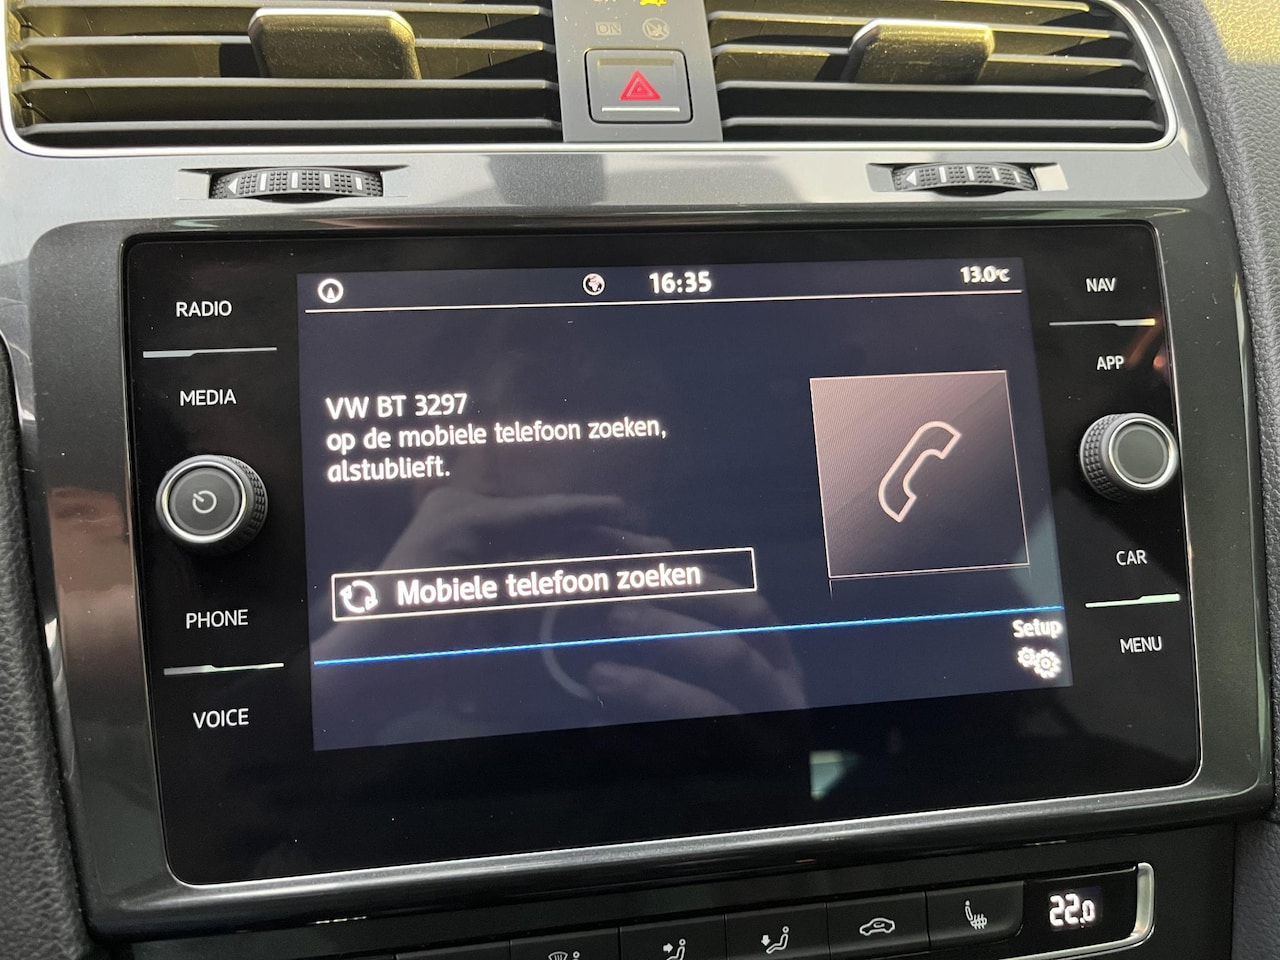 RADIO
MEDIA
PHONE
VOICE
16:35
13.0°C
VW BT 3297
op de mobiele telefoon zoeken,
alstublieft.
Mobiele telefoon zoeken
Setup
NAV
APP
CAR
MENU
22.0